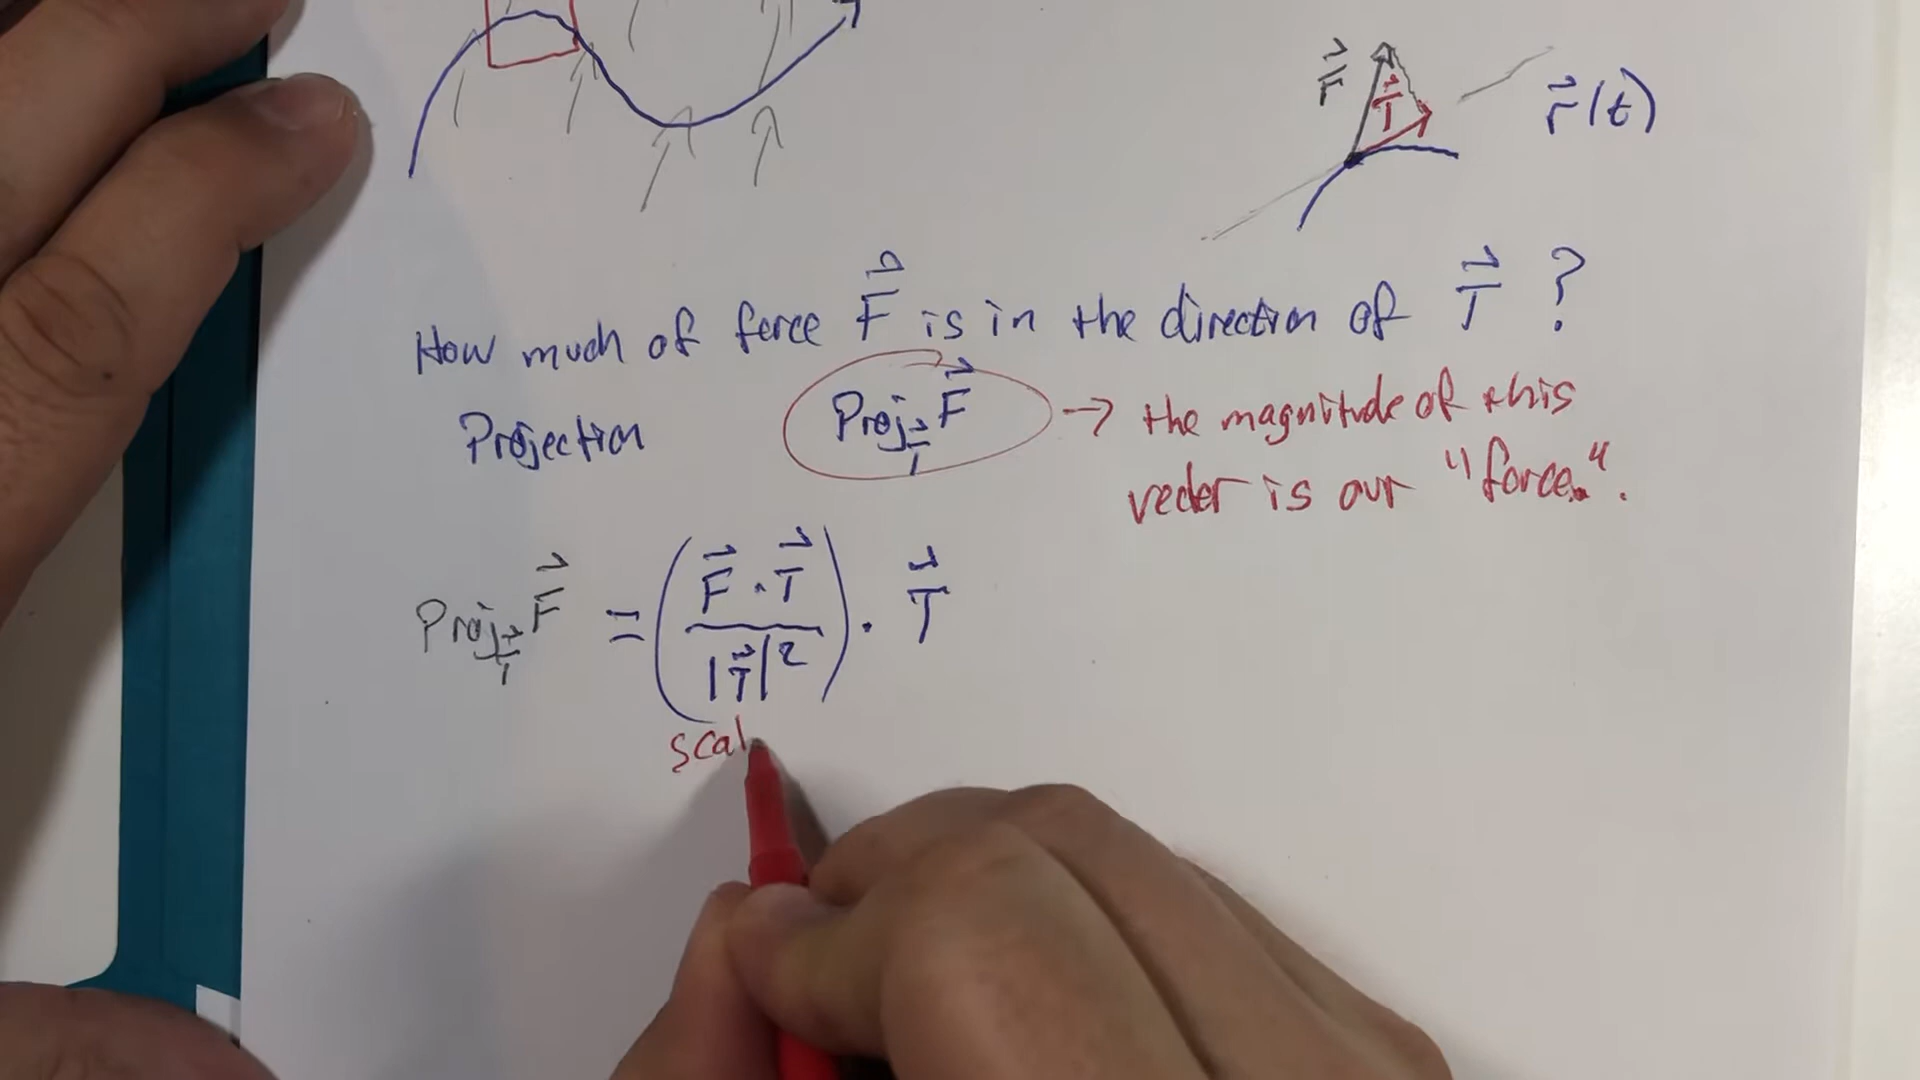 F⃗ T⃗ r⃗(t)
How much of force F⃗ is in the direction of T⃗ ?
Projection Proj_T⃗ F⃗ → the magnitude of this
vector is our "force.".
Proj_T⃗ F⃗ = (F⃗ · T⃗ / |T⃗|²) · T⃗
scal